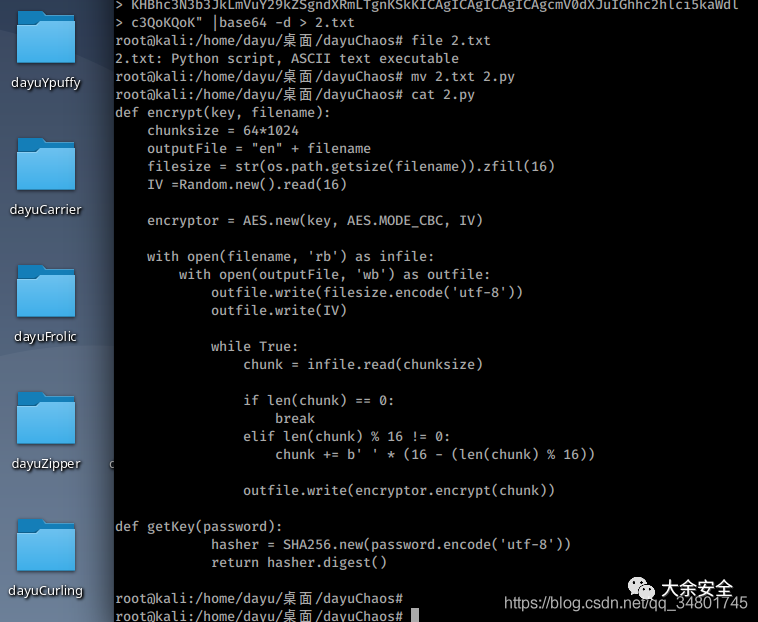 > KHBhc3N3b3JkLmVuY29kZSgndXRmLTgnKSkKICAgICAgICAgICAgcmV0dXJuIGhhc2hlci5kaWdl
> c3QoKQoK" |base64 -d > 2.txt
root@kali:/home/dayu/桌面/dayuChaos# file 2.txt
2.txt: Python script, ASCII text executable
root@kali:/home/dayu/桌面/dayuChaos# mv 2.txt 2.py
root@kali:/home/dayu/桌面/dayuChaos# cat 2.py
def encrypt(key, filename):
    chunksize = 64*1024
    outputFile = "en" + filename
    filesize = str(os.path.getsize(filename)).zfill(16)
    IV =Random.new().read(16)

    encryptor = AES.new(key, AES.MODE_CBC, IV)

    with open(filename, 'rb') as infile:
        with open(outputFile, 'wb') as outfile:
            outfile.write(filesize.encode('utf-8'))
            outfile.write(IV)

            while True:
                chunk = infile.read(chunksize)

                if len(chunk) == 0:
                    break
                elif len(chunk) % 16 != 0:
                    chunk += b' ' * (16 - (len(chunk) % 16))

                outfile.write(encryptor.encrypt(chunk))

def getKey(password):
            hasher = SHA256.new(password.encode('utf-8'))
            return hasher.digest()

root@kali:/home/dayu/桌面/dayuChaos#
root@kali:/home/dayu/桌面/dayuChaos#
dayuYpuffy
dayuCarrier
dayuFrolic
dayuZipper
dayuCurling
大余安全
https://blog.csdn.net/qq_34801745